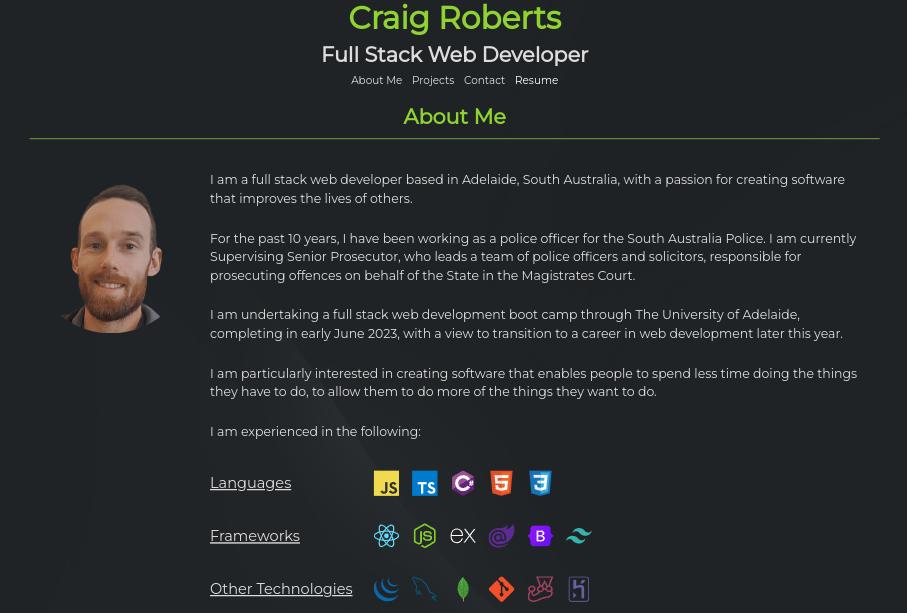 Craig Roberts
Full Stack Web Developer
About Me Projects Contact Resume
About Me
I am a full stack web developer based in Adelaide, South Australia, with a passion for creating software
that improves the lives of others.
For the past 10 years, I have been working as a police officer for the South Australia Police. I am currently
Supervising Senior Prosecutor, who leads a team of police officers and solicitors, responsible for
prosecuting offences on behalf of the State in the Magistrates Court.
I am undertaking a full stack web development boot camp through The University of Adelaide,
completing in early June 2023, with a view to transition to a career in web development later this year.
I am particularly interested in creating software that enables people to spend less time doing the things
they have to do, to allow them to do more of the things they want to do.
I am experienced in the following:
Languages JS TS C# 5 3
Frameworks JS ex B
Other Technologies